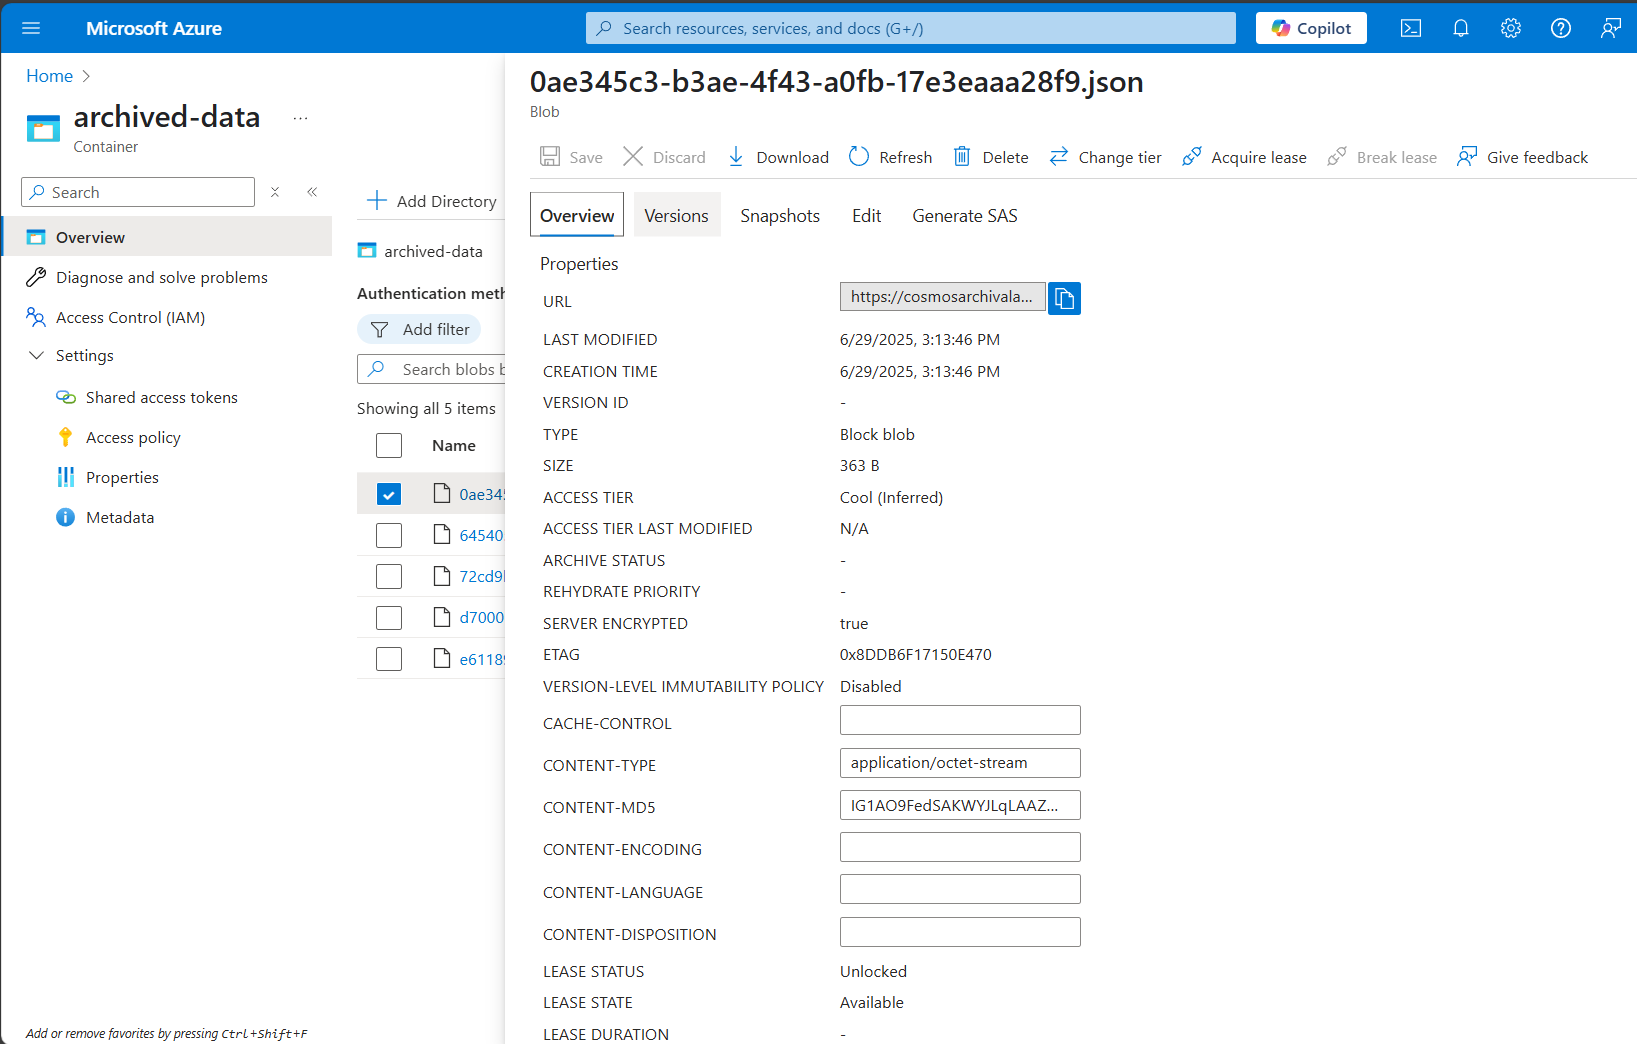 Microsoft Azure
Search resources, services, and docs (G+/)
Copilot
Home
archived-data
...
Container
Search
Overview
Diagnose and solve problems
Access Control (IAM)
Settings
Shared access tokens
Access policy
Properties
Metadata
Add or remove favorites by pressing Ctrl+Shift+F
Add Directory
archived-data
Authentication meth
Add filter
Search blobs b
Showing all 5 items
Name
0ae345
64540
72cd9
d7000
e6118
0ae345c3-b3ae-4f43-a0fb-17e3eaaa28f9.json
Blob
Save Discard Download Refresh Delete Change tier Acquire lease Break lease Give feedback
Overview Versions Snapshots Edit Generate SAS
Properties
URL https://cosmosarchivala...
LAST MODIFIED 6/29/2025, 3:13:46 PM
CREATION TIME 6/29/2025, 3:13:46 PM
VERSION ID -
TYPE Block blob
SIZE 363 B
ACCESS TIER Cool (Inferred)
ACCESS TIER LAST MODIFIED N/A
ARCHIVE STATUS -
REHYDRATE PRIORITY -
SERVER ENCRYPTED true
ETAG 0x8DDB6F17150E470
VERSION-LEVEL IMMUTABILITY POLICY Disabled
CACHE-CONTROL
CONTENT-TYPE application/octet-stream
CONTENT-MD5 IG1AO9FedSAKWYJLqLAAZ...
CONTENT-ENCODING
CONTENT-LANGUAGE
CONTENT-DISPOSITION
LEASE STATUS Unlocked
LEASE STATE Available
LEASE DURATION -